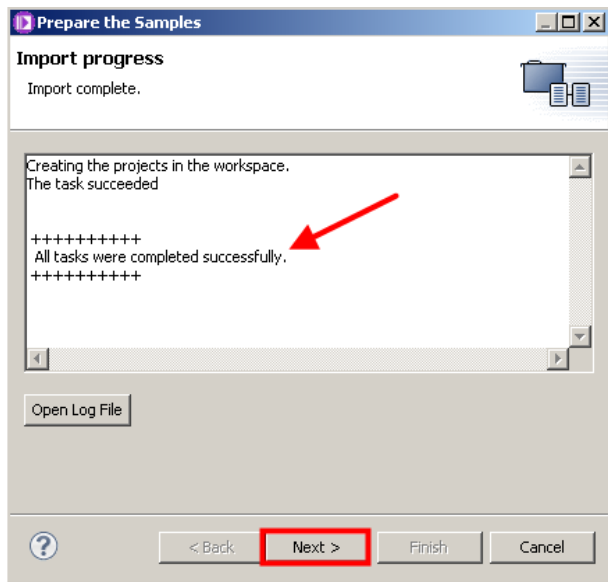 Prepare the Samples
Import progress
Import complete.
Creating the projects in the workspace.
The task succeeded
++++++++++
All tasks were completed successfully.
++++++++++
Open Log File
< Back
Next >
Finish
Cancel